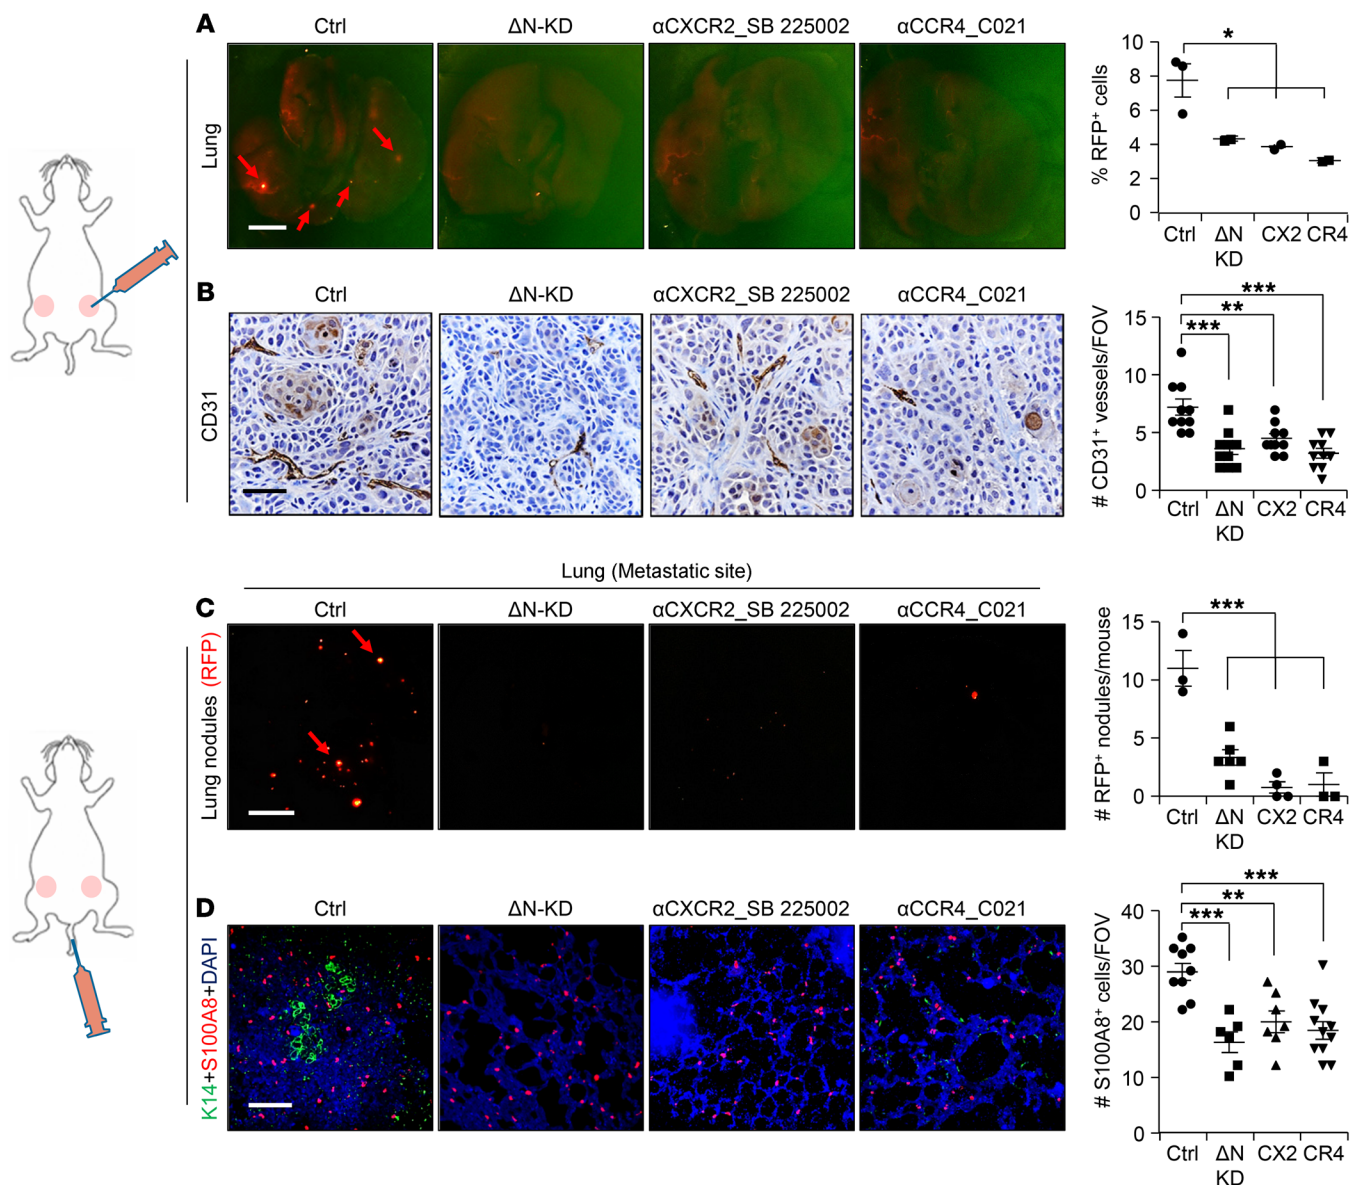 A
Ctrl
ΔN-KD
αCXCR2_SB 225002
αCCR4_C021
Lung
% RFP⁺ cells
10
8
6
4
2
0
*
Ctrl
ΔN
KD
CX2
CR4
B
Ctrl
ΔN-KD
αCXCR2_SB 225002
αCCR4_C021
CD31
# CD31⁺ vessels/FOV
15
10
5
0
***
**
***
Ctrl
ΔN
KD
CX2
CR4
Lung (Metastatic site)
C
Ctrl
ΔN-KD
αCXCR2_SB 225002
αCCR4_C021
Lung nodules (RFP)
# RFP⁺ nodules/mouse
15
10
5
0
***
Ctrl
ΔN
KD
CX2
CR4
D
Ctrl
ΔN-KD
αCXCR2_SB 225002
αCCR4_C021
K14+S100A8+DAPI
# S100A8⁺ cells/FOV
40
30
20
10
0
***
**
***
Ctrl
ΔN
KD
CX2
CR4